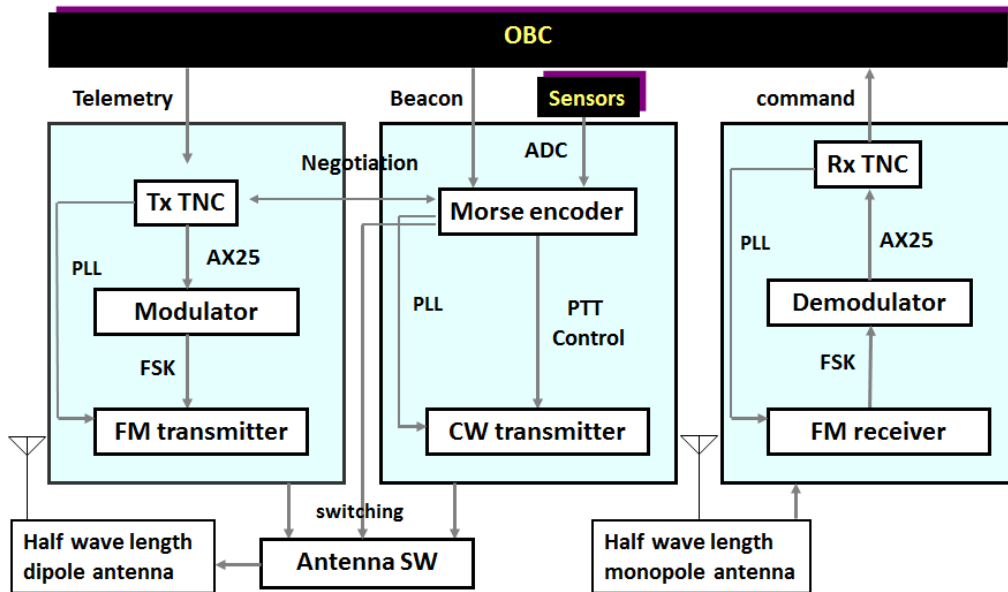 OBC
Telemetry
Beacon
Sensors
command
Negotiation
ADC
Rx TNC
Tx TNC
Morse encoder
PLL
AX25
PLL
PTT
Control
PLL
AX25
Modulator
Demodulator
FSK
FSK
FM transmitter
CW transmitter
FM receiver
switching
Half wave length
dipole antenna
Antenna SW
Half wave length
monopole antenna